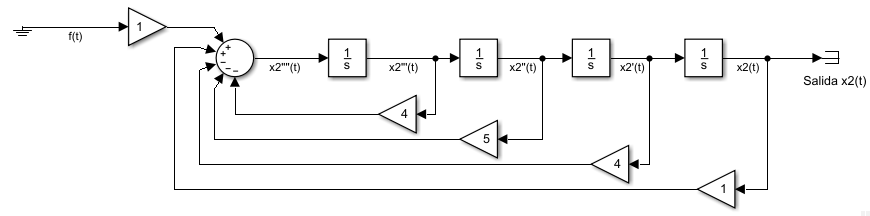 f(t)
1
+
+
−
−
−
x2''''(t)
1
s
x2'''(t)
1
s
x2''(t)
1
s
x2'(t)
1
s
x2(t)
Salida x2(t)
4
5
4
1